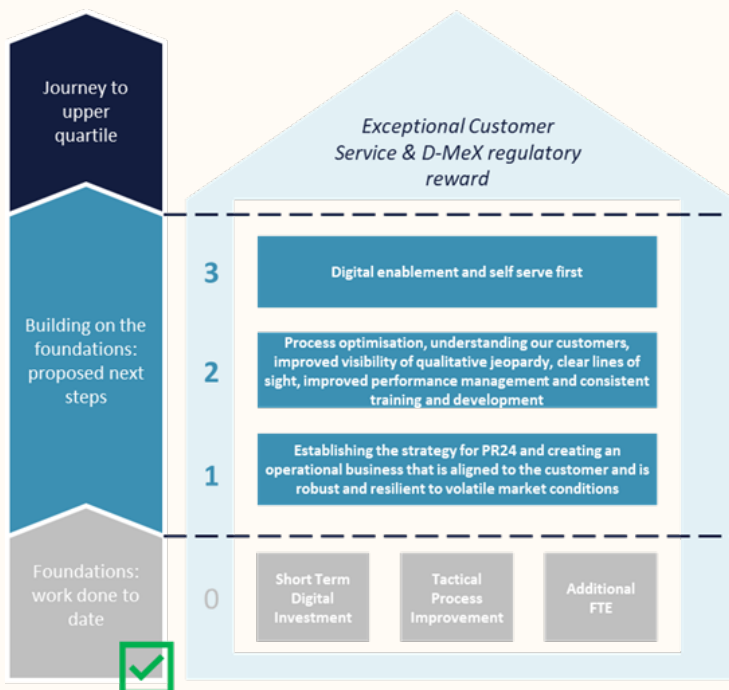 Journey to
upper
quartile
Exceptional Customer
Service & D-MeX regulatory
reward
Building on the
foundations:
proposed next
steps
3
Digital enablement and self serve first
2
Process optimisation, understanding our customers,
improved visibility of qualitative jeopardy, clear lines of
sight, improved performance management and consistent
training and development
1
Establishing the strategy for PR24 and creating an
operational business that is aligned to the customer and is
robust and resilient to volatile market conditions
Foundations:
work done to
date
0
Short Term
Digital
Investment
Tactical
Process
Improvement
Additional
FTE